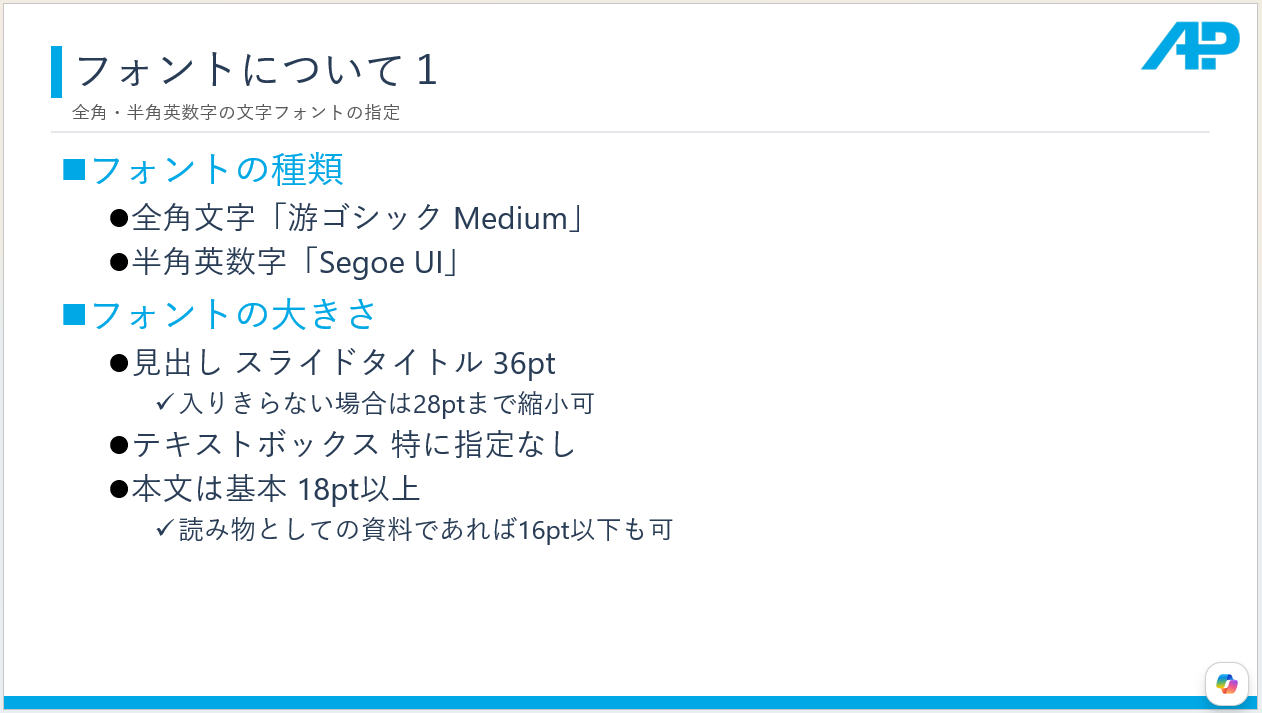 AP
フォントについて１
全角・半角英数字の文字フォントの指定
■フォントの種類
●全角文字「游ゴシック Medium」
●半角英数字「Segoe UI」
■フォントの大きさ
●見出し スライドタイトル 36pt
✓入りきらない場合は28ptまで縮小可
●テキストボックス 特に指定なし
●本文は基本 18pt以上
✓読み物としての資料であれば16pt以下も可